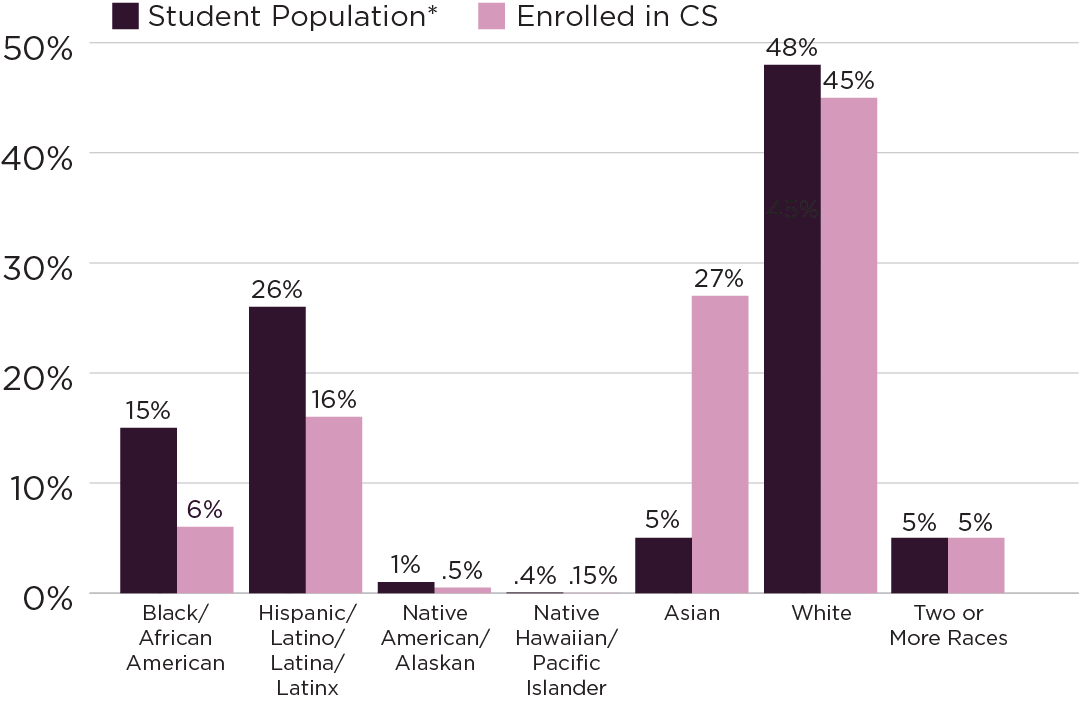 Student Population* Enrolled in CS
50%
40%
30%
20%
10%
0%
15%
6%
26%
16%
1%
.5%
.4%
.15%
5%
27%
48%
45%
5%
5%
Black/
African
American
Hispanic/
Latino/
Latina/
Latinx
Native
American/
Alaskan
Native
Hawaiian/
Pacific
Islander
Asian
White
Two or
More Races